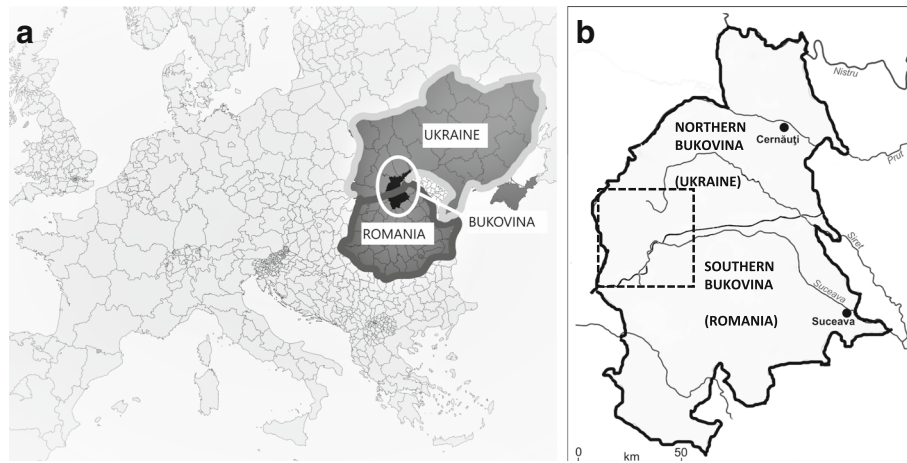 a
UKRAINE
ROMANIA
BUKOVINA
b
Nistru
NORTHERN
BUKOVINA
Cernăuți
Prut
(UKRAINE)
Siret
SOUTHERN
BUKOVINA
Suceava
(ROMANIA)
Suceava
0 50
km